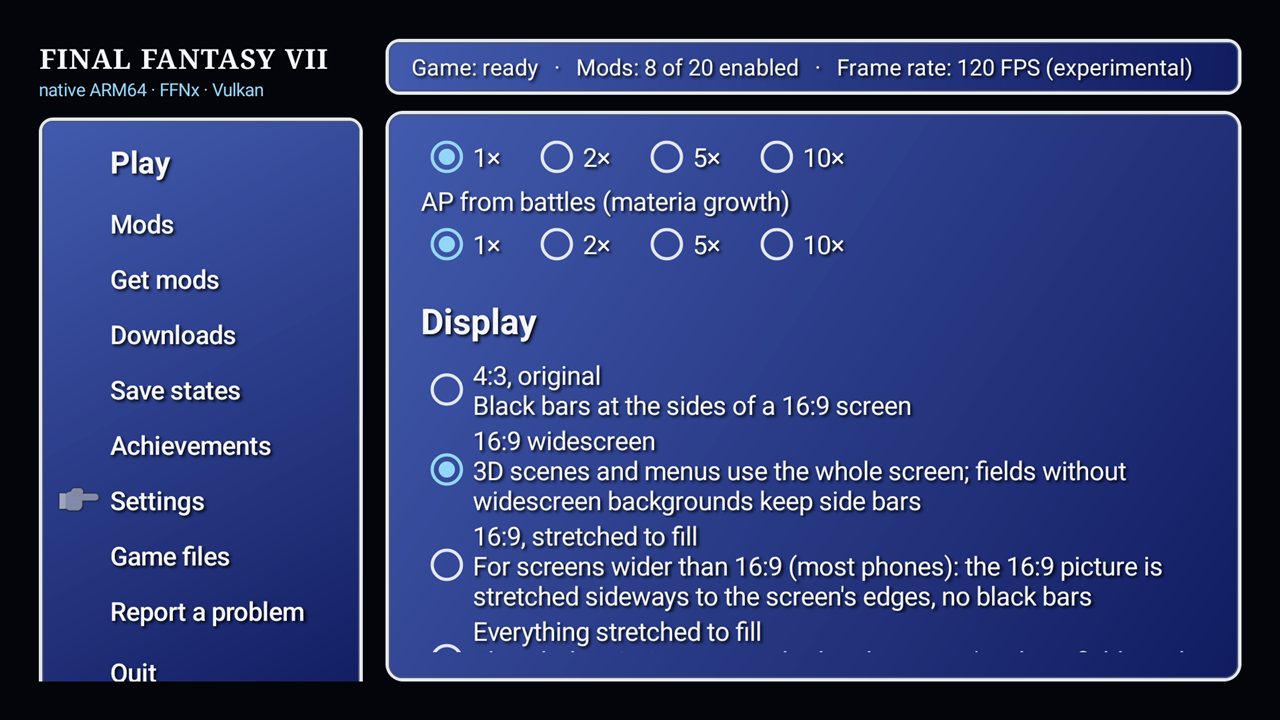 FINAL FANTASY VII
native ARM64 · FFNx · Vulkan
Game: ready · Mods: 8 of 20 enabled · Frame rate: 120 FPS (experimental)
Play
Mods
Get mods
Downloads
Save states
Achievements
Settings
Game files
Report a problem
Quit
1× 2× 5× 10×
AP from battles (materia growth)
1× 2× 5× 10×
Display
4:3, original
Black bars at the sides of a 16:9 screen
16:9 widescreen
3D scenes and menus use the whole screen; fields without
widescreen backgrounds keep side bars
16:9, stretched to fill
For screens wider than 16:9 (most phones): the 16:9 picture is
stretched sideways to the screen's edges, no black bars
Everything stretched to fill